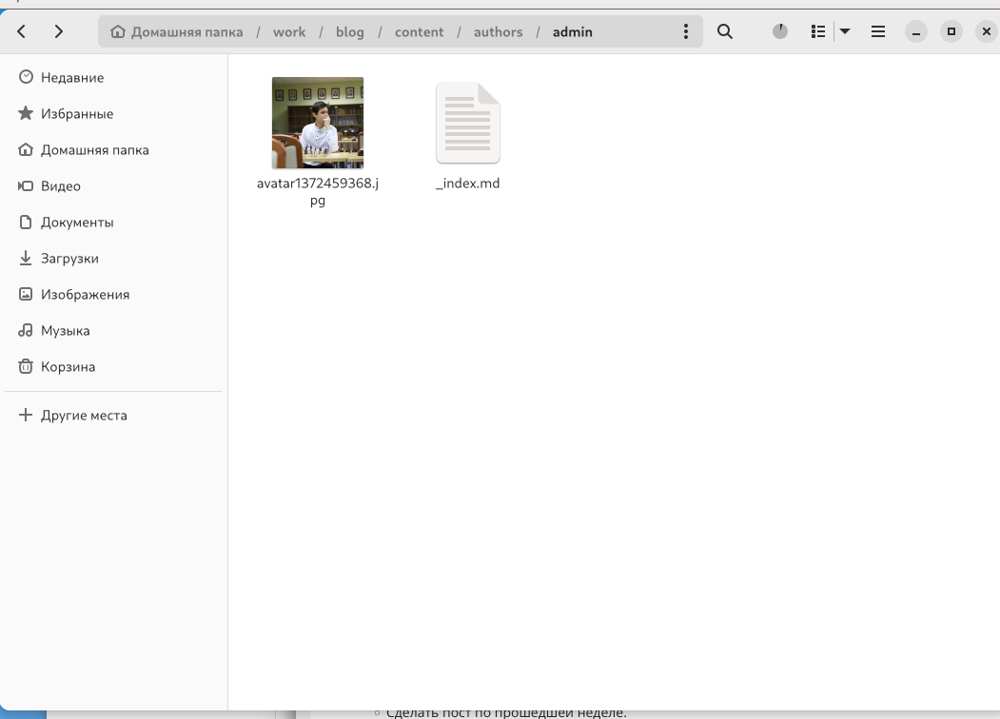 Домашняя папка / work / blog / content / authors / admin
Недавние
Избранные
Домашняя папка
Видео
Документы
Загрузки
Изображения
Музыка
Корзина
Другие места
avatar1372459368.j
pg
_index.md
Сделать пост по прошедшей неделе.